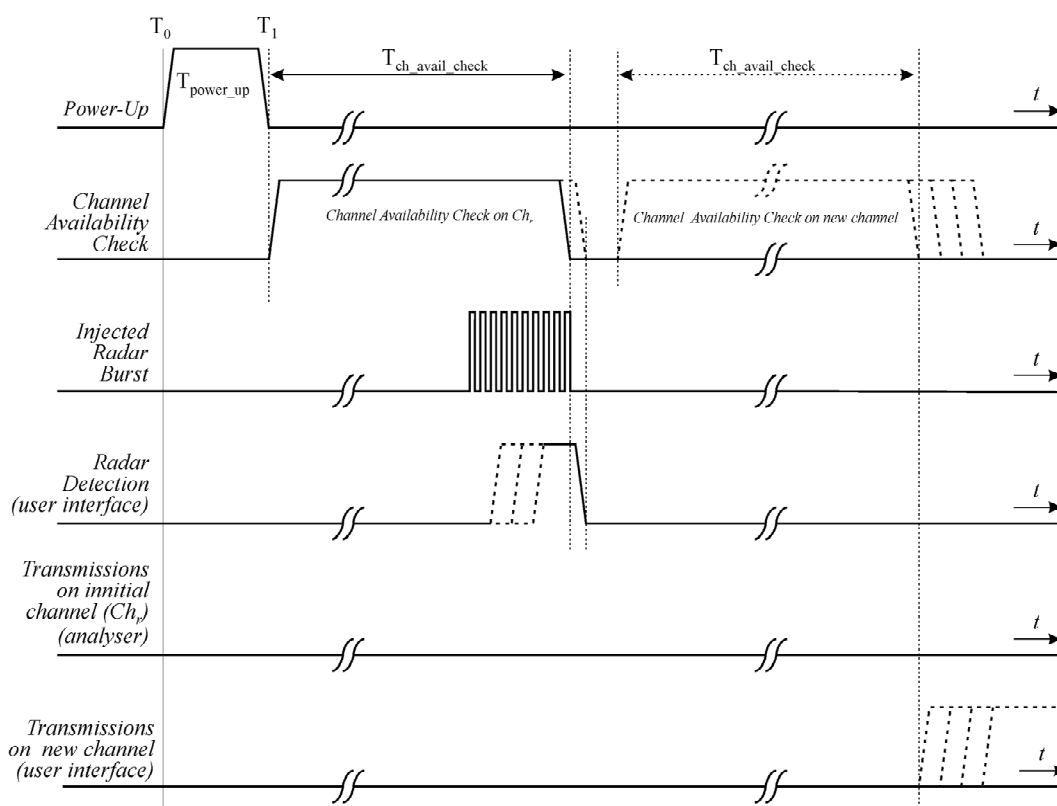 T0 T1
Tch_avail_check Tch_avail_check
Tpower_up
Power-Up t
Channel
Availability
Check
Channel Availability Check on Chr
Channel Availability Check on new channel
t
Injected
Radar
Burst
t
Radar
Detection
(user interface)
t
Transmissions
on innitial
channel (Chr)
(analyser)
t
Transmissions
on new channel
(user interface)
t